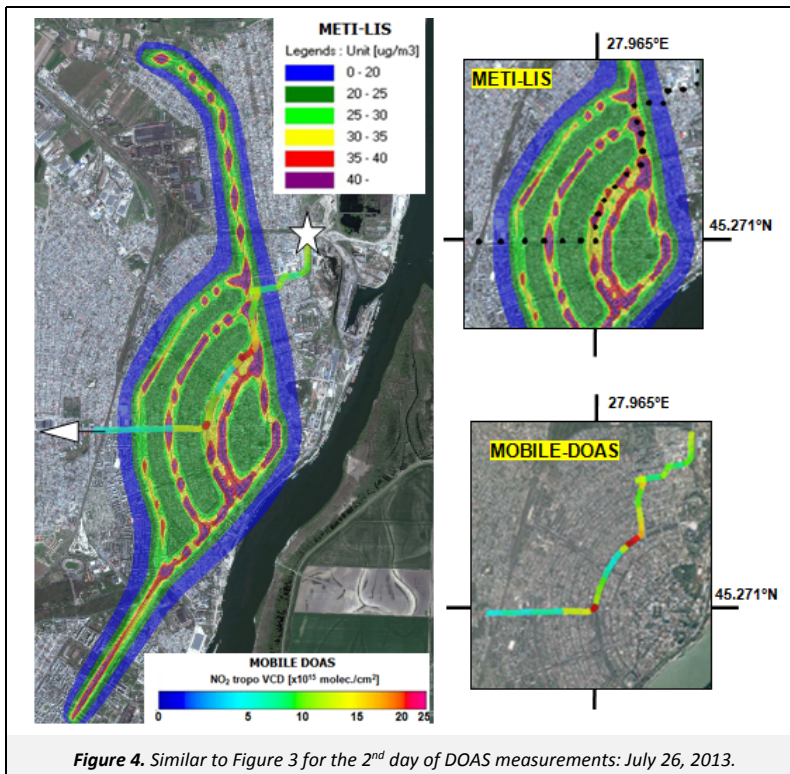 METI-LIS
Legends : Unit [ug/m3]
0 - 20
20 - 25
25 - 30
30 - 35
35 - 40
40 -
27.965°E
METI-LIS
45.271°N
27.965°E
MOBILE-DOAS
45.271°N
MOBILE DOAS
NO₂ tropo VCD [x10¹⁵ molec./cm²]
0 5 10 15 20 25
Figure 4. Similar to Figure 3 for the 2ⁿᵈ day of DOAS measurements: July 26, 2013.